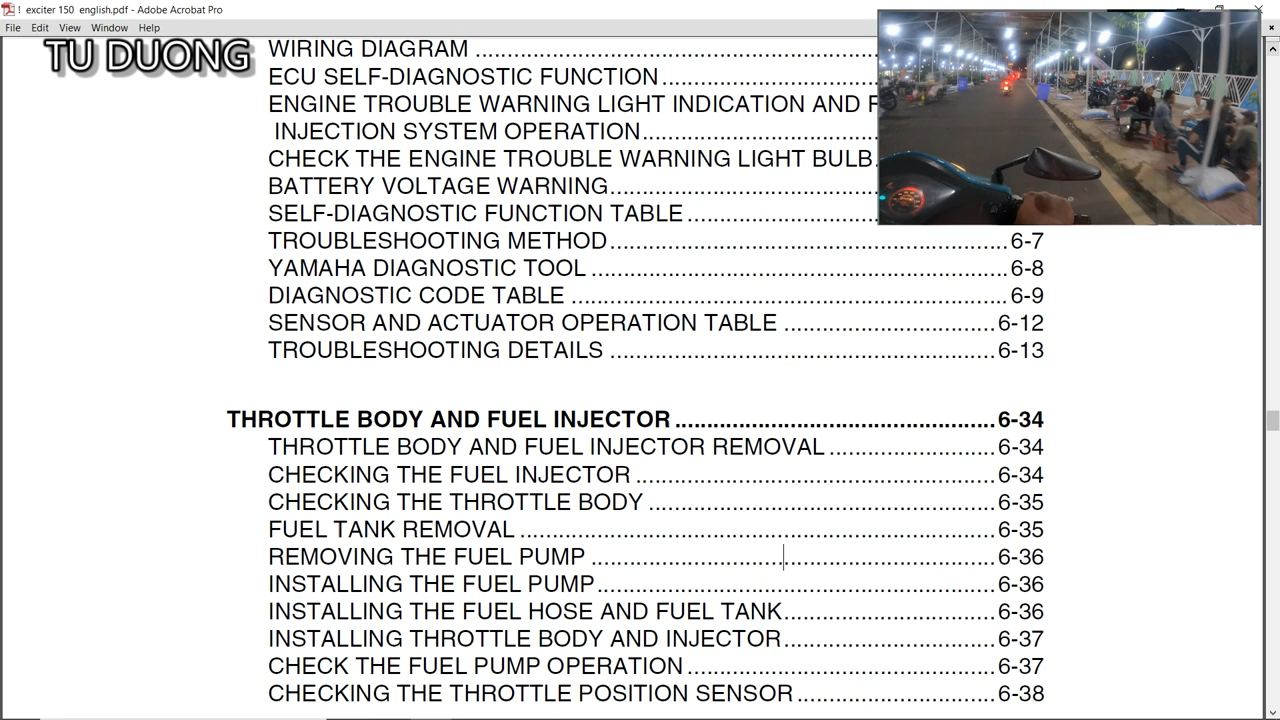 ! exciter 150 english.pdf - Adobe Acrobat Pro
File Edit View Window Help
TU DUONG
WIRING DIAGRAM ..........................................................
ECU SELF-DIAGNOSTIC FUNCTION..................................
ENGINE TROUBLE WARNING LIGHT INDICATION AND F
INJECTION SYSTEM OPERATION.....................................
CHECK THE ENGINE TROUBLE WARNING LIGHT BULB.
BATTERY VOLTAGE WARNING..........................................
SELF-DIAGNOSTIC FUNCTION TABLE..............................
TROUBLESHOOTING METHOD..............................................................6-7
YAMAHA DIAGNOSTIC TOOL .................................................................6-8
DIAGNOSTIC CODE TABLE ....................................................................6-9
SENSOR AND ACTUATOR OPERATION TABLE .................................6-12
TROUBLESHOOTING DETAILS ............................................................6-13
THROTTLE BODY AND FUEL INJECTOR ..................................................6-34
THROTTLE BODY AND FUEL INJECTOR REMOVAL ..........................6-34
CHECKING THE FUEL INJECTOR ........................................................6-34
CHECKING THE THROTTLE BODY ......................................................6-35
FUEL TANK REMOVAL ..........................................................................6-35
REMOVING THE FUEL PUMP ...............................................................6-36
INSTALLING THE FUEL PUMP..............................................................6-36
INSTALLING THE FUEL HOSE AND FUEL TANK.................................6-36
INSTALLING THROTTLE BODY AND INJECTOR.................................6-37
CHECK THE FUEL PUMP OPERATION ................................................6-37
CHECKING THE THROTTLE POSITION SENSOR ...............................6-38